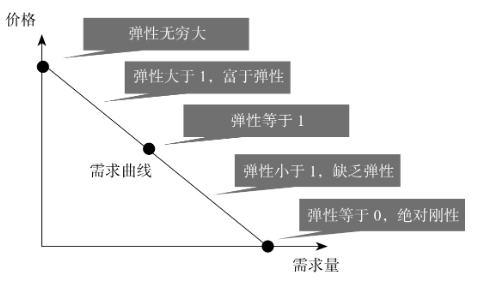 价格
弹性无穷大
弹性大于 1，富于弹性
弹性等于 1
需求曲线
弹性小于 1，缺乏弹性
弹性等于 0，绝对刚性
需求量